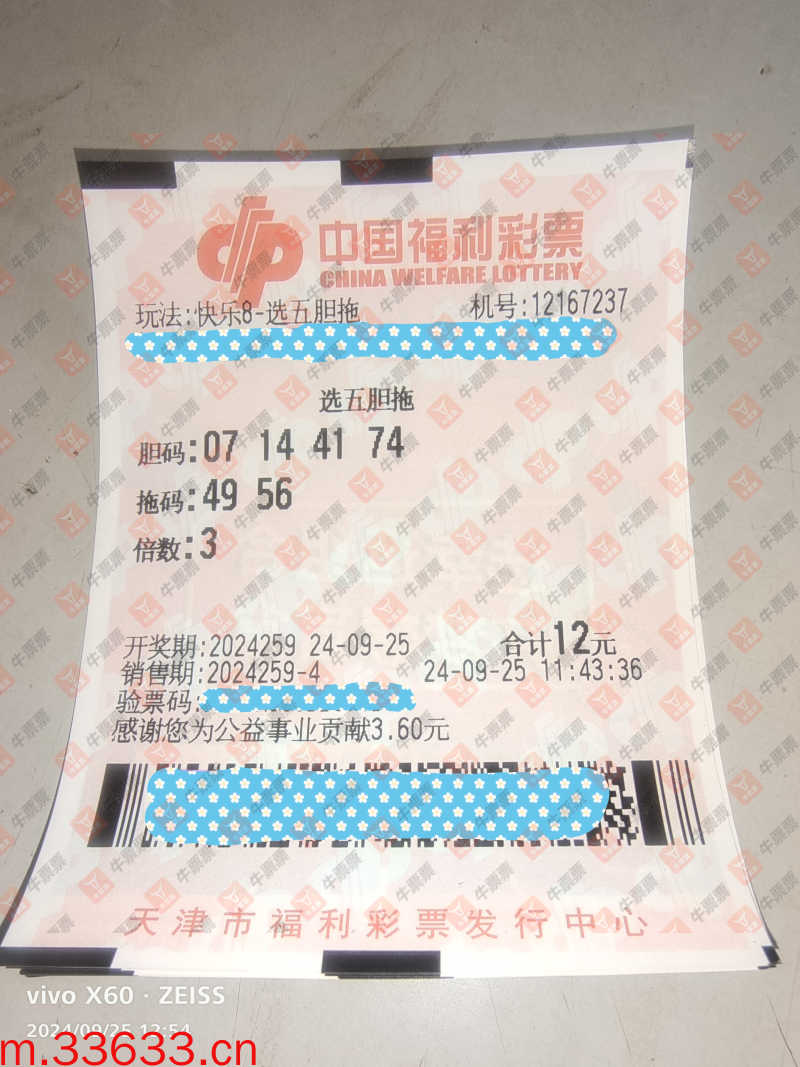 中国福利彩票
CHINA WELFARE LOTTERY
玩法:快乐8-选五胆拖 机号:12167237
选五胆拖
胆码:07 14 41 74
拖码:49 56
倍数:3
开奖期:2024259 24-09-25 合计12元
销售期:2024259-4 24-09-25 11:43:36
验票码:
感谢您为公益事业贡献3.60元
天津市福利彩票发行中心
vivo X60 · ZEISS
2024/09/25 12:54
m.33633.cn
牛票票